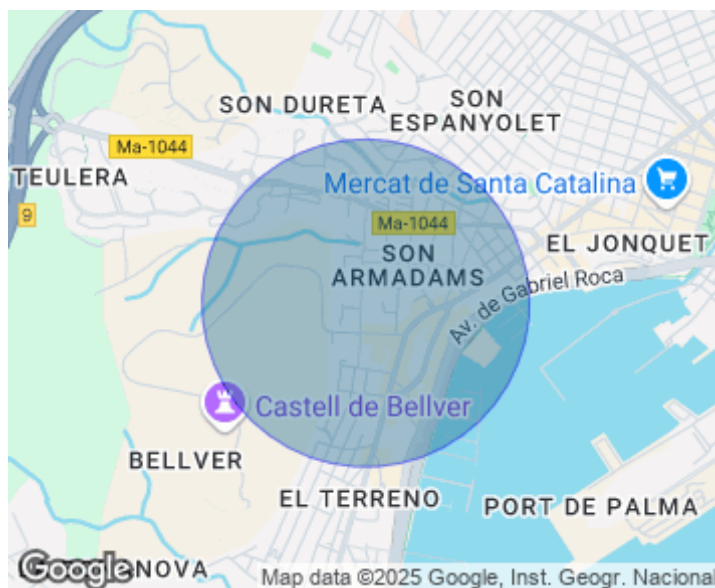 SON DURETA
SON
ESPANYOLET
Ma-1044
TEULERA
Mercat de Santa Catalina
9
Ma-1044
EL JONQUET
SON
ARMADAMS
Av. de Gabriel Roca
Castell de Bellver
BELLVER
EL TERRENO
PORT DE PALMA
Google
NOVA
Map data ©2025 Google, Inst. Geogr. Nacional